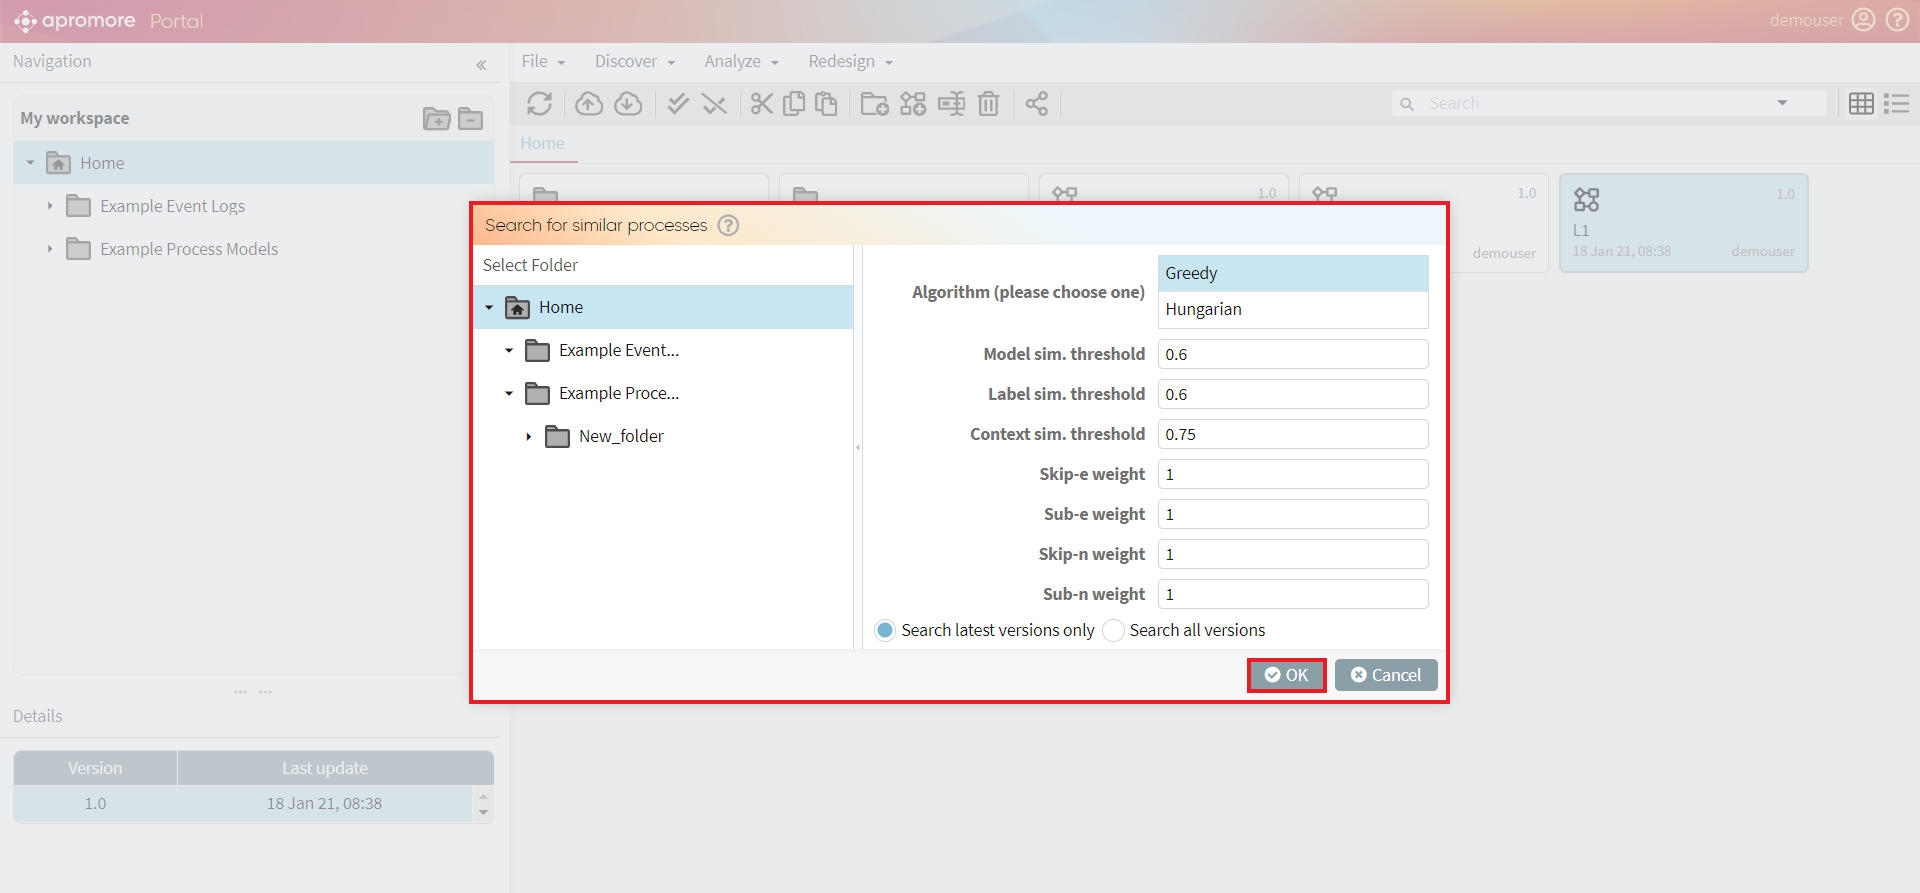 apromore Portal
demouser
Navigation
File
Discover
Analyze
Redesign
My workspace
Search
Home
Home
Example Event Logs
Example Process Models
1.0
1.0
demouser
1.0
L1
18 Jan 21, 08:38
demouser
Search for similar processes
Select Folder
Home
Example Event...
Example Proce...
New_folder
Algorithm (please choose one)
Greedy
Hungarian
Model sim. threshold 0.6
Label sim. threshold 0.6
Context sim. threshold 0.75
Skip-e weight 1
Sub-e weight 1
Skip-n weight 1
Sub-n weight 1
Search latest versions only Search all versions
OK Cancel
Details
Version Last update
1.0 18 Jan 21, 08:38